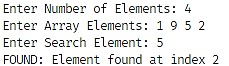 Enter Number of Elements: 4
Enter Array Elements: 1 9 5 2
Enter Search Element: 5
FOUND: Element found at index 2